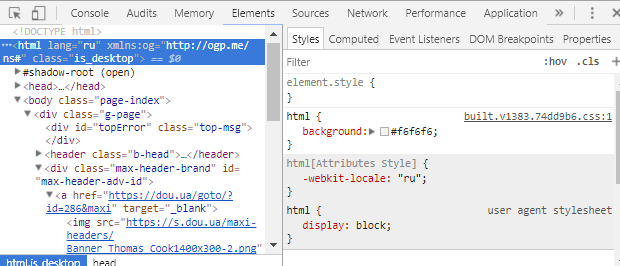 Console Sources Elements Network Performance Application »
<!DOCTYPE html>
···<html lang="ru" xmlns:og="http://ogp.me/
ns#" class="is_desktop"> == $0
▶#shadow-root (open)
▶<head>…</head>
▼<body class="page-index">
▼<div class="g-page">
<div id="topError" class="top-msg">
</div>
▶<header class="b-head">…</header>
▼<div class="max-header-brand" id=
"max-header-adv-id">
▼<a href="https://dou.ua/goto/?
id=286&maxi" target="_blank">
<img src="https://s.dou.ua/maxi-
headers/
Banner_Thomas_Cook1400x300-2.png"
html.is_desktop head
Styles Computed Event Listeners DOM Breakpoints Properties
Filter :hov .cls +
element.style {
}
html { built.v1383.74dd9b6.css:1
background:▶ #f6f6f6;
}
html[Attributes Style] {
-webkit-locale: "ru";
}
html { user agent stylesheet
display: block;
}